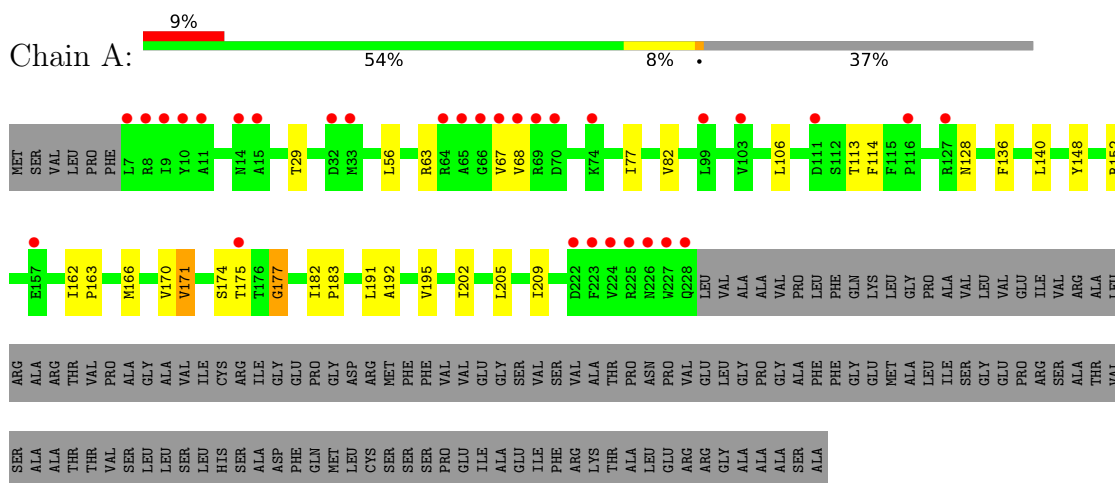 9%
Chain A:
54% 8% • 37%
MET SER VAL LEU PRO PHE L7 R8 I9 Y10 A11 N14 A15 T29 D32 M33 L56 R63 R64 A65 G66 V67 V68 R69 D70 K74 I77 V82 L99 V103 L106 D111 S112 T113 F114 F115 P116 R127 N128 F136 L140 Y148
E157 I162 P163 M166 V170 V171 S174 T175 T176 G177 I182 P183 L191 A192 V195 I202 L205 I209 D222 F223 V224 R225 N226 W227 Q228 LEU VAL ALA ALA VAL PRO LEU PHE GLN LYS LEU GLY PRO ALA VAL LEU VAL GLU ILE VAL ARG ALA LEU
ARG ALA ARG THR VAL PRO ALA GLY ALA VAL ILE CYS ARG ILE GLY GLU PRO GLY ASP ARG MET PHE PHE VAL VAL GLU GLY SER VAL SER VAL ALA THR PRO ASN PRO VAL GLU LEU GLY PRO GLY ALA PHE PHE GLY GLU MET ALA LEU ILE SER GLY GLU PRO ARG SER ALA THR VAL
SER ALA ALA THR THR VAL SER LEU LEU SER LEU HIS SER ALA ASP PHE GLN MET LEU CYS SER SER SER PRO GLU ILE ALA GLU ILE PHE ARG LYS THR ALA LEU GLU ARG ARG GLY ALA ALA ALA SER ALA